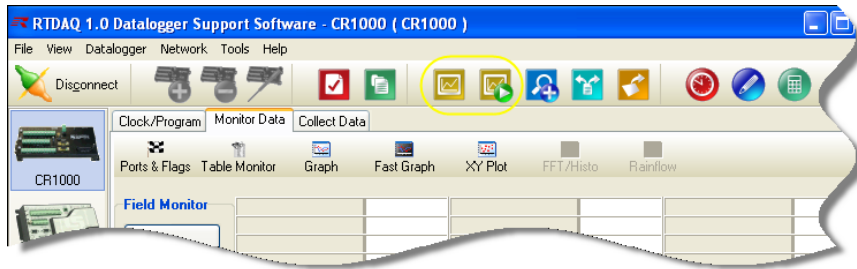 RTDAQ 1.0 Datalogger Support Software - CR1000 ( CR1000 )
File View Datalogger Network Tools Help
Disconnect
Clock/Program Monitor Data Collect Data
Ports & Flags Table Monitor Graph Fast Graph XY Plot FFT/Histo Rainflow
CR1000
Field Monitor